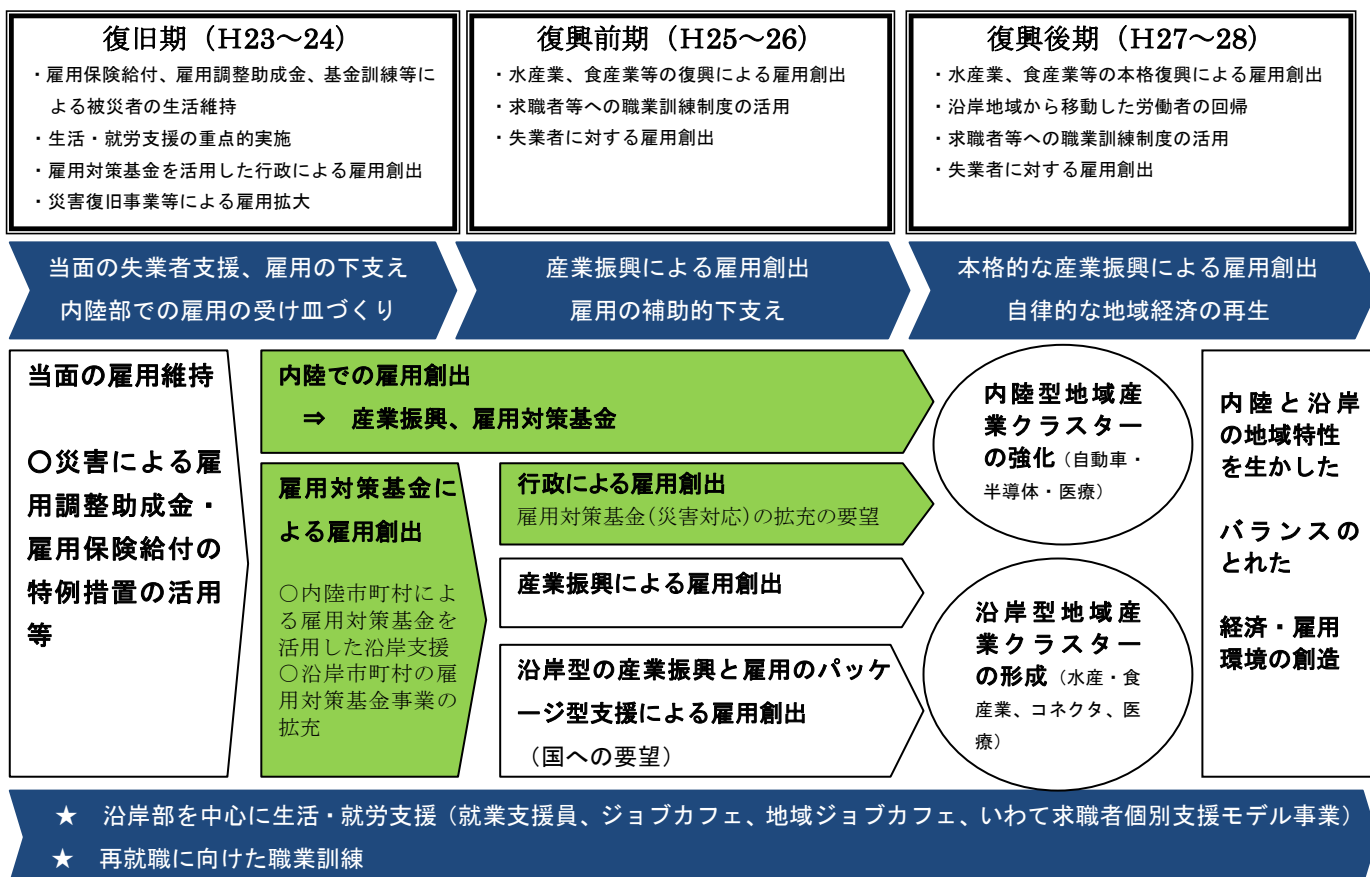 復旧期（H23～24）
・雇用保険給付、雇用調整助成金、基金訓練等に
よる被災者の生活維持
・生活・就労支援の重点的実施
・雇用対策基金を活用した行政による雇用創出
・災害復旧事業等による雇用拡大
復興前期（H25～26）
・水産業、食産業等の復興による雇用創出
・求職者等への職業訓練制度の活用
・失業者に対する雇用創出
復興後期（H27～28）
・水産業、食産業等の本格復興による雇用創出
・沿岸地域から移動した労働者の回帰
・求職者等への職業訓練制度の活用
・失業者に対する雇用創出
当面の失業者支援、雇用の下支え
内陸部での雇用の受け皿づくり
産業振興による雇用創出
雇用の補助的下支え
本格的な産業振興による雇用創出
自律的な地域経済の再生
当面の雇用維持
○災害による雇
用調整助成金・
雇用保険給付の
特例措置の活用
等
内陸での雇用創出
⇒ 産業振興、雇用対策基金
雇用対策基金に
よる雇用創出
○内陸市町村によ
る雇用対策基金を
活用した沿岸支援
○沿岸市町村の雇
用対策基金事業の
拡充
行政による雇用創出
雇用対策基金(災害対応)の拡充の要望
産業振興による雇用創出
沿岸型の産業振興と雇用のパッケ
ージ型支援による雇用創出
（国への要望）
内陸型地域産
業クラスター
の強化（自動車・
半導体・医療）
沿岸型地域産
業クラスター
の形成（水産・食
産業、コネクタ、医
療）
内陸と沿岸
の地域特性
を生かした
バランスの
とれた
経済・雇用
環境の創造
★ 沿岸部を中心に生活・就労支援（就業支援員、ジョブカフェ、地域ジョブカフェ、いわて求職者個別支援モデル事業）
★ 再就職に向けた職業訓練